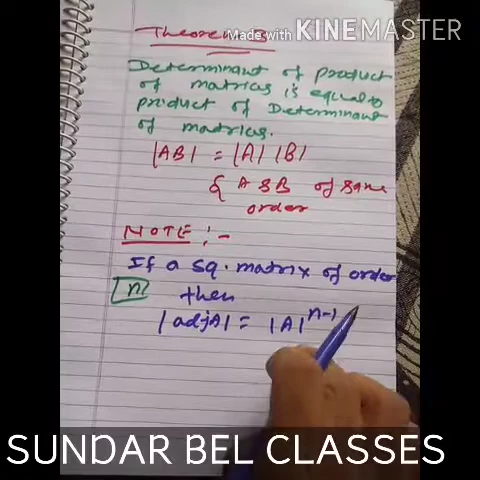 Made with KINEMASTER
Theorem 3
Determinant of product
of matrices is equal to
product of Determinant
of matrices.
|AB| = |A| |B|
& A & B of same
order
NOTE :-
If a sq. matrix of order
n then
|adjA| = |A|^n-1
SUNDAR BEL CLASSES